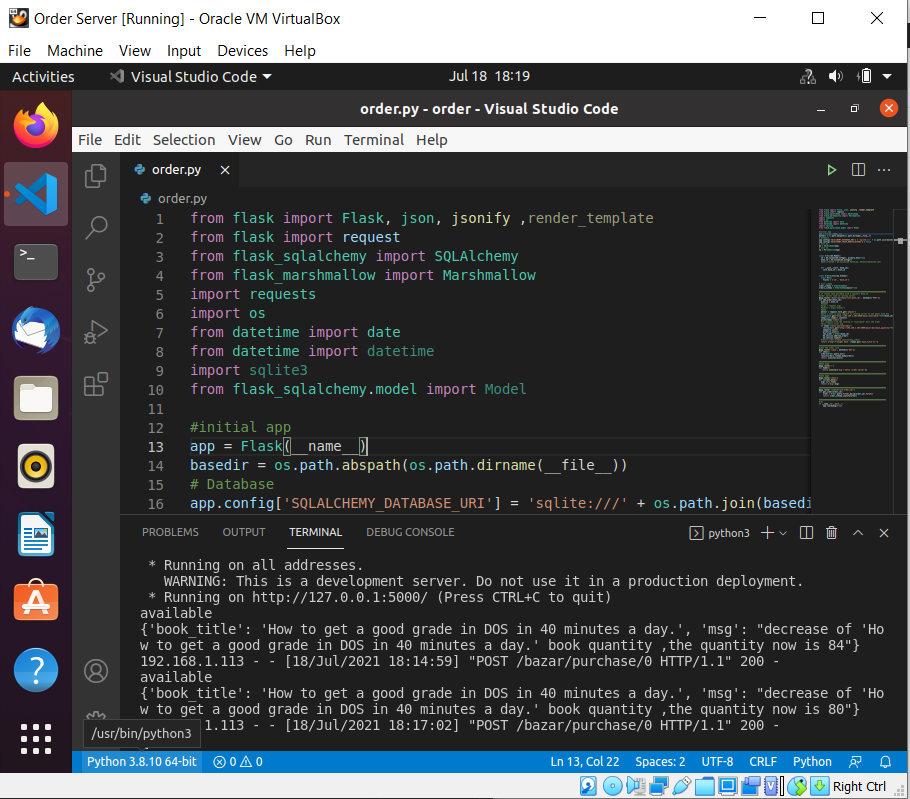 Order Server [Running] - Oracle VM VirtualBox
File Machine View Input Devices Help
Activities Visual Studio Code Jul 18 18:19
order.py - order - Visual Studio Code
File Edit Selection View Go Run Terminal Help
order.py
order.py
1 from flask import Flask, json, jsonify ,render_template
2 from flask import request
3 from flask_sqlalchemy import SQLAlchemy
4 from flask_marshmallow import Marshmallow
5 import requests
6 import os
7 from datetime import date
8 from datetime import datetime
9 import sqlite3
10 from flask_sqlalchemy.model import Model
11
12 #initial app
13 app = Flask(__name__)
14 basedir = os.path.abspath(os.path.dirname(__file__))
15 # Database
16 app.config['SQLALCHEMY_DATABASE_URI'] = 'sqlite:///' + os.path.join(basedi
PROBLEMS OUTPUT TERMINAL DEBUG CONSOLE python3
* Running on all addresses.
WARNING: This is a development server. Do not use it in a production deployment.
* Running on http://127.0.0.1:5000/ (Press CTRL+C to quit)
available
{'book_title': 'How to get a good grade in DOS in 40 minutes a day.', 'msg': "decrease of 'Ho
w to get a good grade in DOS in 40 minutes a day.' book quantity ,the quantity now is 84"}
192.168.1.113 - - [18/Jul/2021 18:14:59] "POST /bazar/purchase/0 HTTP/1.1" 200 -
available
{'book_title': 'How to get a good grade in DOS in 40 minutes a day.', 'msg': "decrease of 'Ho
w to get a good grade in DOS in 40 minutes a day.' book quantity ,the quantity now is 80"}
.1.113 - - [18/Jul/2021 18:17:02] "POST /bazar/purchase/0 HTTP/1.1" 200 -
/usr/bin/python3
Python 3.8.10 64-bit 0 0 Ln 13, Col 22 Spaces: 2 UTF-8 CRLF Python
Right Ctrl